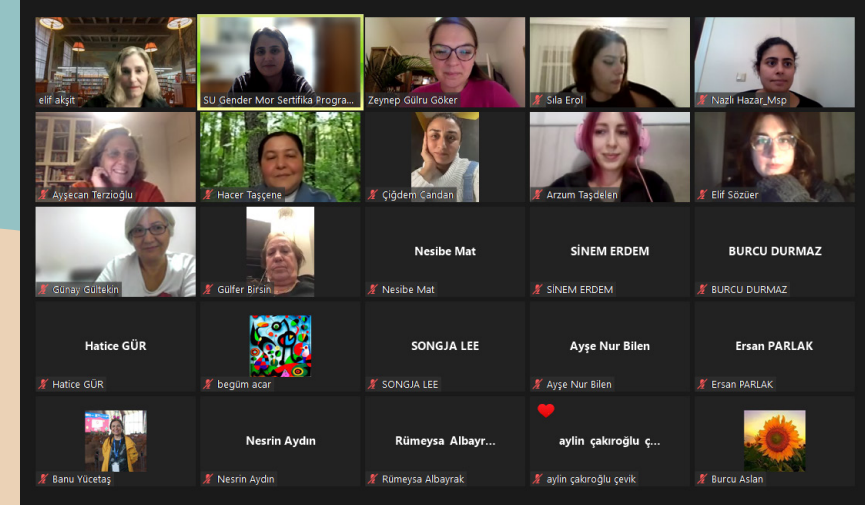 elif akşit
SU Gender Mor Sertifika Progra...
Zeynep Gülru Göker
Sıla Erol
Nazlı Hazar_Msp
Ayşecan Terzioğlu
Hacer Taşçene
Çiğdem Candan
Arzum Taşdelen
Elif Sözüer
Günay Gültekin
Gülfer Birsin
Nesibe Mat
Nesibe Mat
SİNEM ERDEM
SİNEM ERDEM
BURCU DURMAZ
BURCU DURMAZ
Hatice GÜR
Hatice GÜR
begüm acar
SONGJA LEE
SONGJA LEE
Ayşe Nur Bilen
Ayşe Nur Bilen
Ersan PARLAK
Ersan PARLAK
Banu Yücetaş
Nesrin Aydın
Nesrin Aydın
Rümeysa Albayr...
Rümeysa Albayrak
aylin çakıroğlu ç...
aylin çakıroğlu çevik
Burcu Aslan